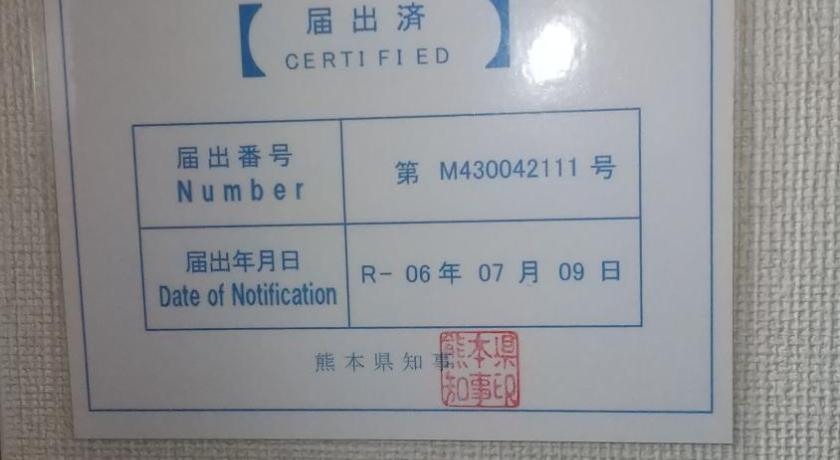 届出済
CERTIFIED
届出番号
Number
第 M430042111 号
届出年月日
Date of Notification
R- 06 年 07 月 09 日
熊本県知事
熊本県
知事印